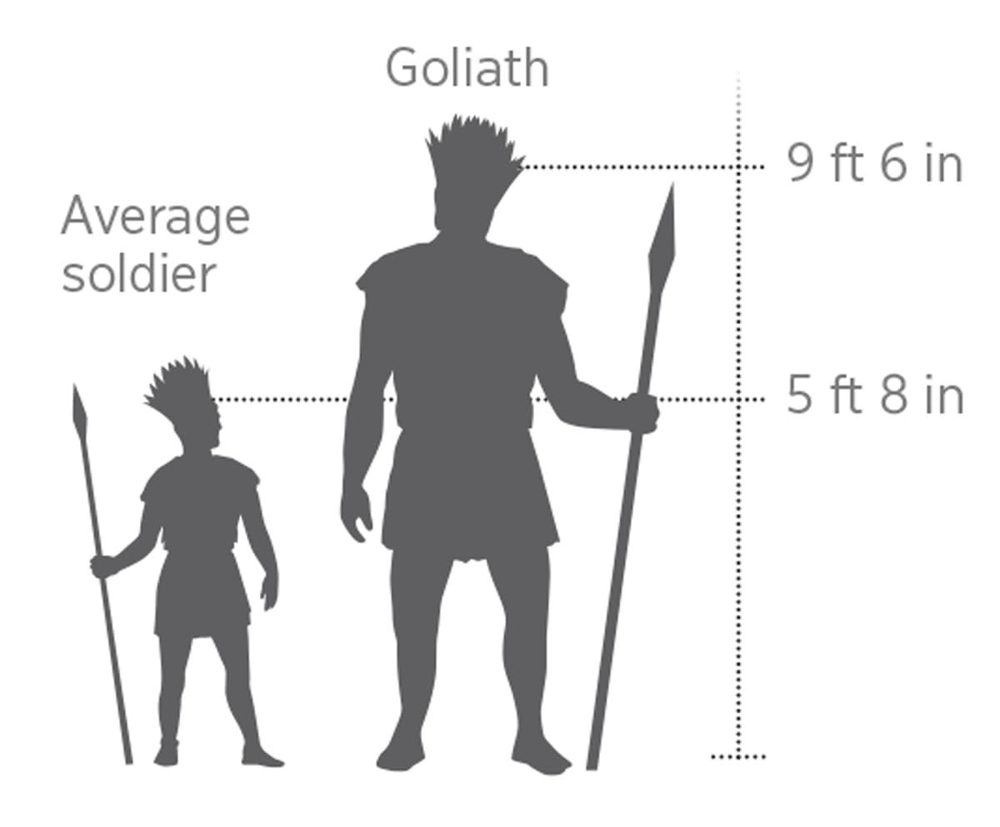 Goliath
9 ft 6 in
Average
soldier
5 ft 8 in